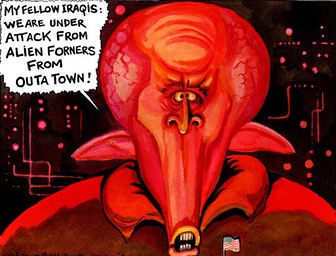 MY FELLOW IRAQIS:
WE ARE UNDER
ATTACK FROM
ALIEN FORNERS
FROM
OUTA TOWN!